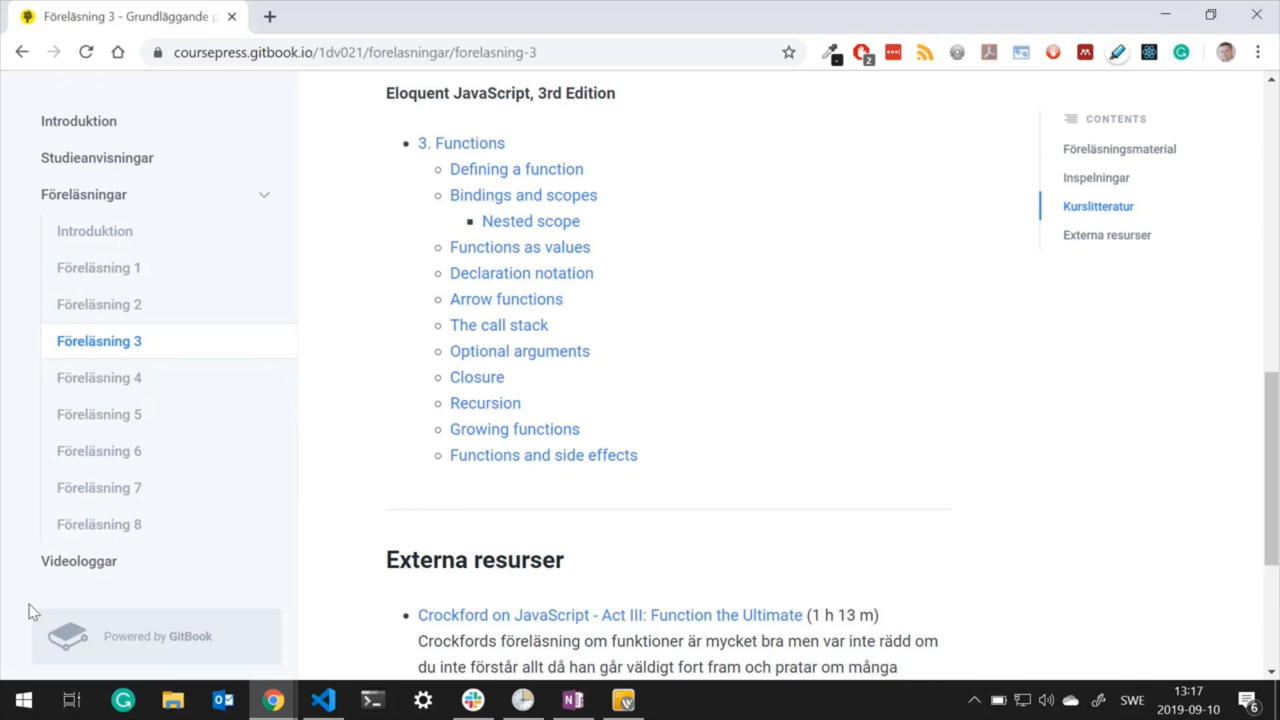 Föreläsning 3 - Grundläggande p
coursepress.gitbook.io/1dv021/forelasningar/forelasning-3
2
Introduktion
Studieanvisningar
Föreläsningar
Introduktion
Föreläsning 1
Föreläsning 2
Föreläsning 3
Föreläsning 4
Föreläsning 5
Föreläsning 6
Föreläsning 7
Föreläsning 8
Videologgar
Powered by GitBook
Eloquent JavaScript, 3rd Edition
3. Functions
Defining a function
Bindings and scopes
Nested scope
Functions as values
Declaration notation
Arrow functions
The call stack
Optional arguments
Closure
Recursion
Growing functions
Functions and side effects
Externa resurser
Crockford on JavaScript - Act III: Function the Ultimate (1 h 13 m)
Crockfords föreläsning om funktioner är mycket bra men var inte rädd om
du inte förstår allt då han går väldigt fort fram och pratar om många
CONTENTS
Föreläsningsmaterial
Inspelningar
Kurslitteratur
Externa resurser
SWE
13:17
2019-09-10
6